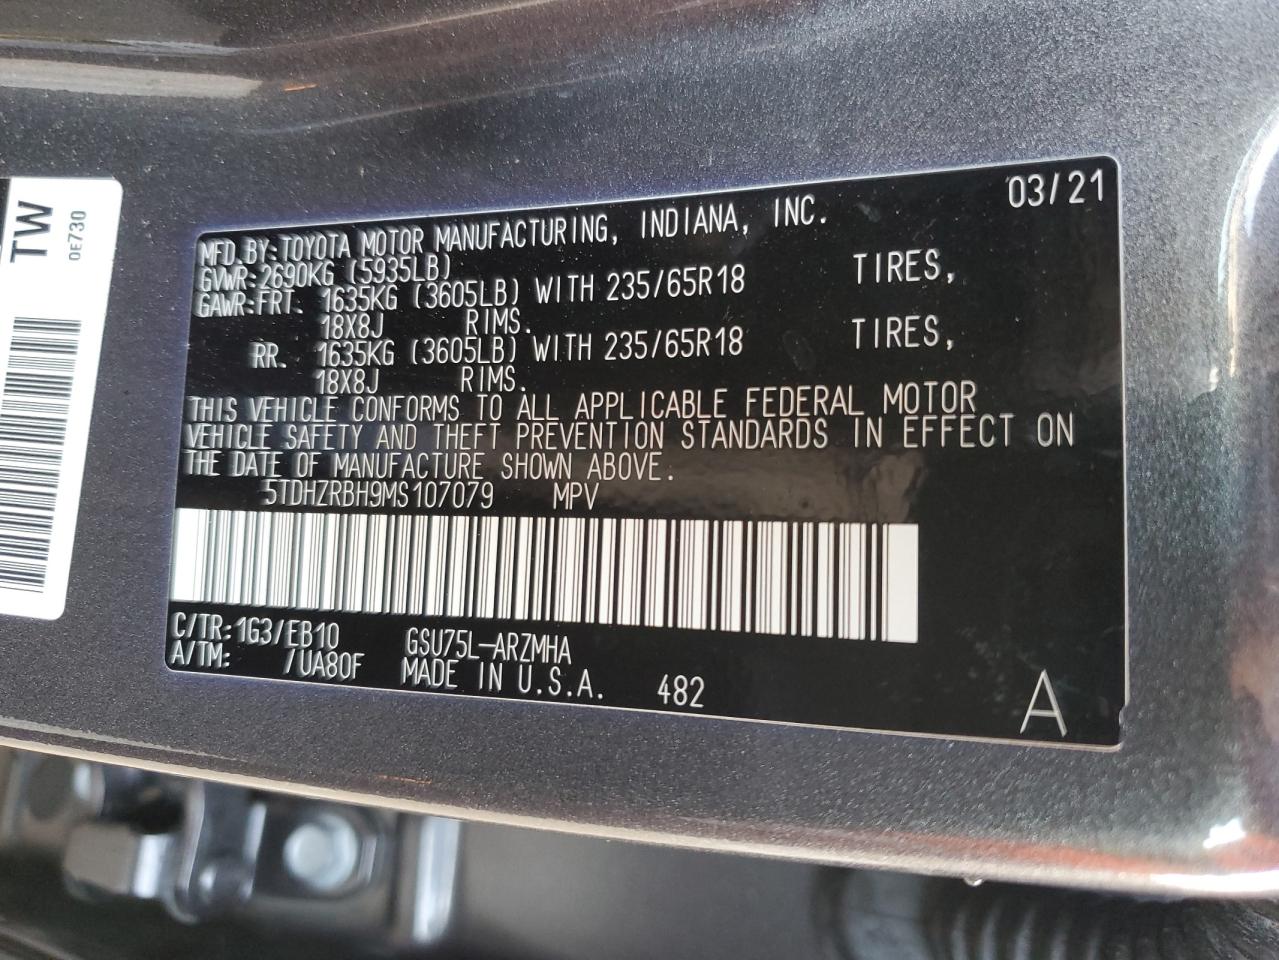 TW
0E730
03/21
MFD.BY:TOYOTA MOTOR MANUFACTURING, INDIANA, INC.
GVWR:2690KG (5935LB)
GAWR:FRT. 1635KG (3605LB) WITH 235/65R18 TIRES,
18X8J RIMS.
RR. 1635KG (3605LB) WITH 235/65R18 TIRES,
18X8J RIMS.
THIS VEHICLE CONFORMS TO ALL APPLICABLE FEDERAL MOTOR
VEHICLE SAFETY AND THEFT PREVENTION STANDARDS IN EFFECT ON
THE DATE OF MANUFACTURE SHOWN ABOVE.
5TDHZRBH9MS107079 MPV
C/TR:1G3/EB10 GSU75L-ARZMHA
A/TM: /UA80F MADE IN U.S.A. 482
A